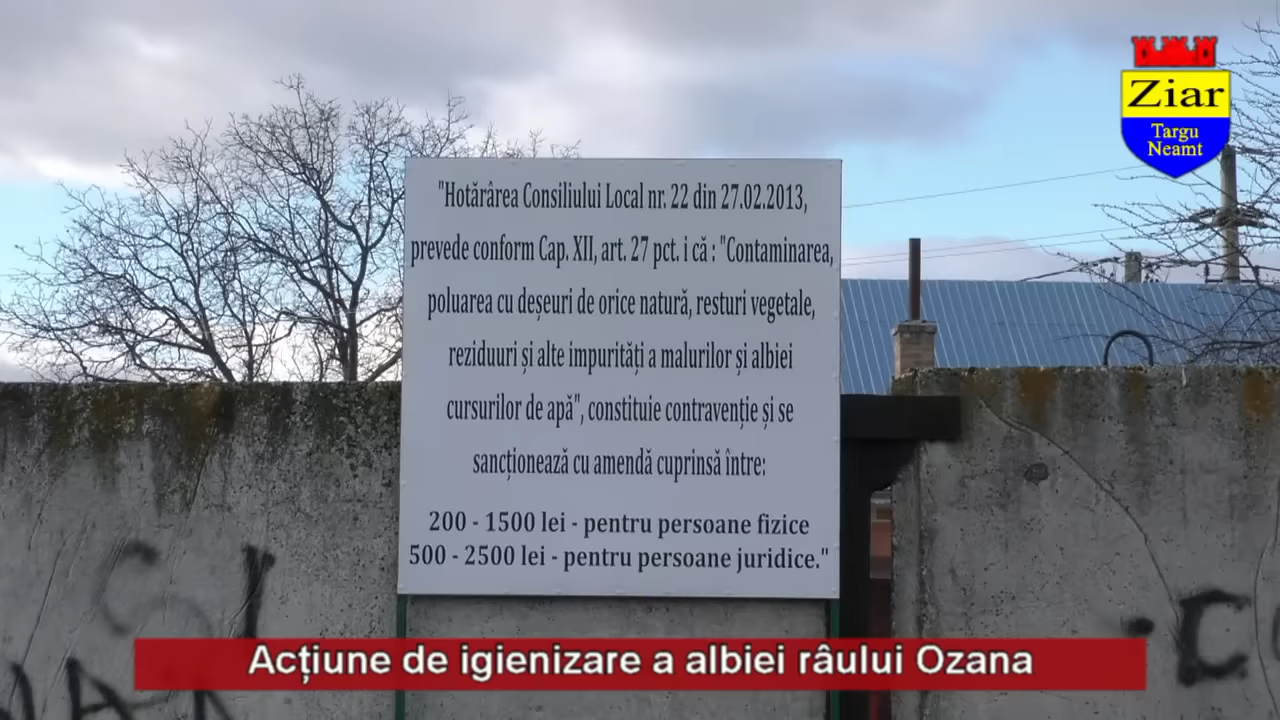 Ziar
Targu
Neamt
"Hotărârea Consiliului Local nr. 22 din 27.02.2013,
prevede conform Cap. XII, art. 27 pct. i că : "Contaminarea,
poluarea cu deșeuri de orice natură, resturi vegetale,
reziduuri și alte impurități a malurilor și albiei
cursurilor de apă", constituie contravenție și se
sancționează cu amendă cuprinsă între:
200 - 1500 lei - pentru persoane fizice
500 - 2500 lei - pentru persoane juridice."
Acțiune de igienizare a albiei râului Ozana